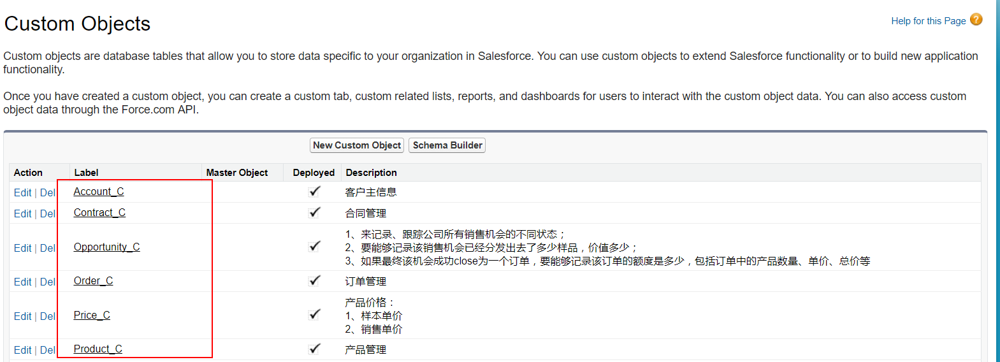 Custom Objects
Help for this Page
Custom objects are database tables that allow you to store data specific to your organization in Salesforce. You can use custom objects to extend Salesforce functionality or to build new application
functionality.
Once you have created a custom object, you can create a custom tab, custom related lists, reports, and dashboards for users to interact with the custom object data. You can also access custom
object data through the Force.com API.
New Custom Object Schema Builder
Action Label Master Object Deployed Description
Edit | Del Account_C 客户主信息
Edit | Del Contract_C 合同管理
1、来记录、跟踪公司所有销售机会的不同状态；
Edit | Del Opportunity_C 2、要能够记录该销售机会已经分发出去了多少样品，价值多少；
3、如果最终该机会成功close为一个订单，要能够记录该订单的额度是多少，包括订单中的产品数量、单价、总价等
Edit | Del Order_C 订单管理
产品价格：
Edit | Del Price_C 1、样本单价
2、销售单价
Edit | Del Product_C 产品管理